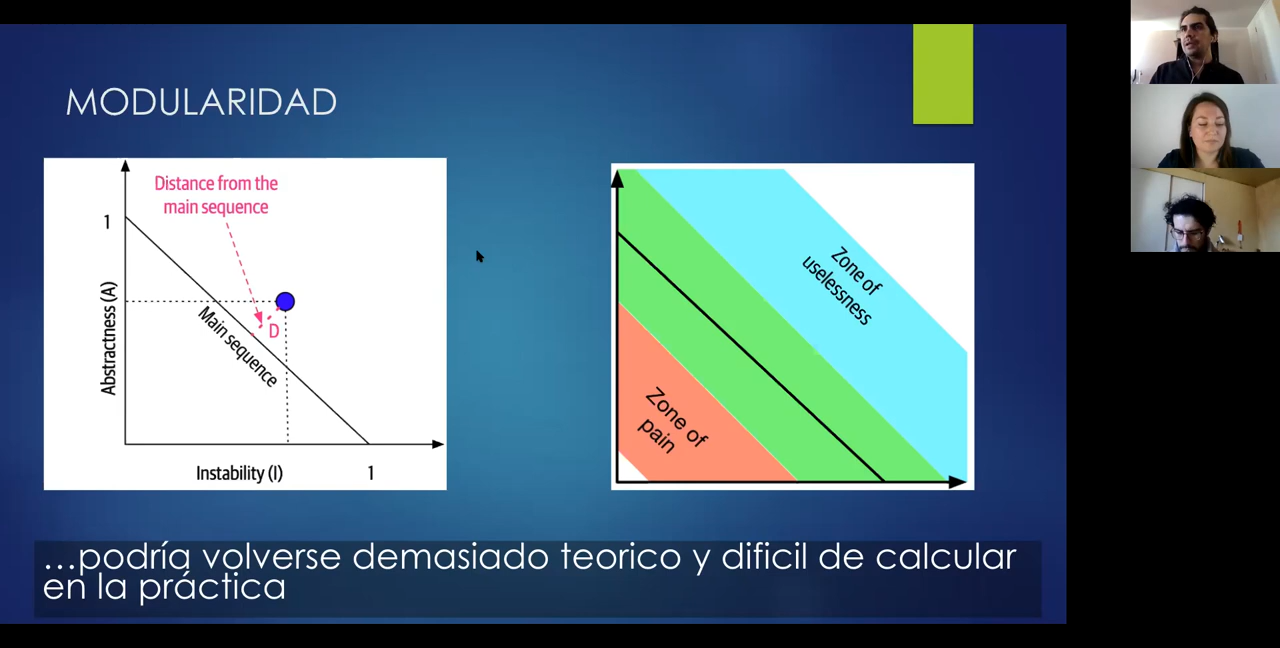 MODULARIDAD
Distance from the
main sequence
1
Abstractness (A)
Main sequence
D
Instability (I)
1
Zone of
uselessness
Zone of
pain
...podría volverse demasiado teorico y dificil de calcular
en la práctica